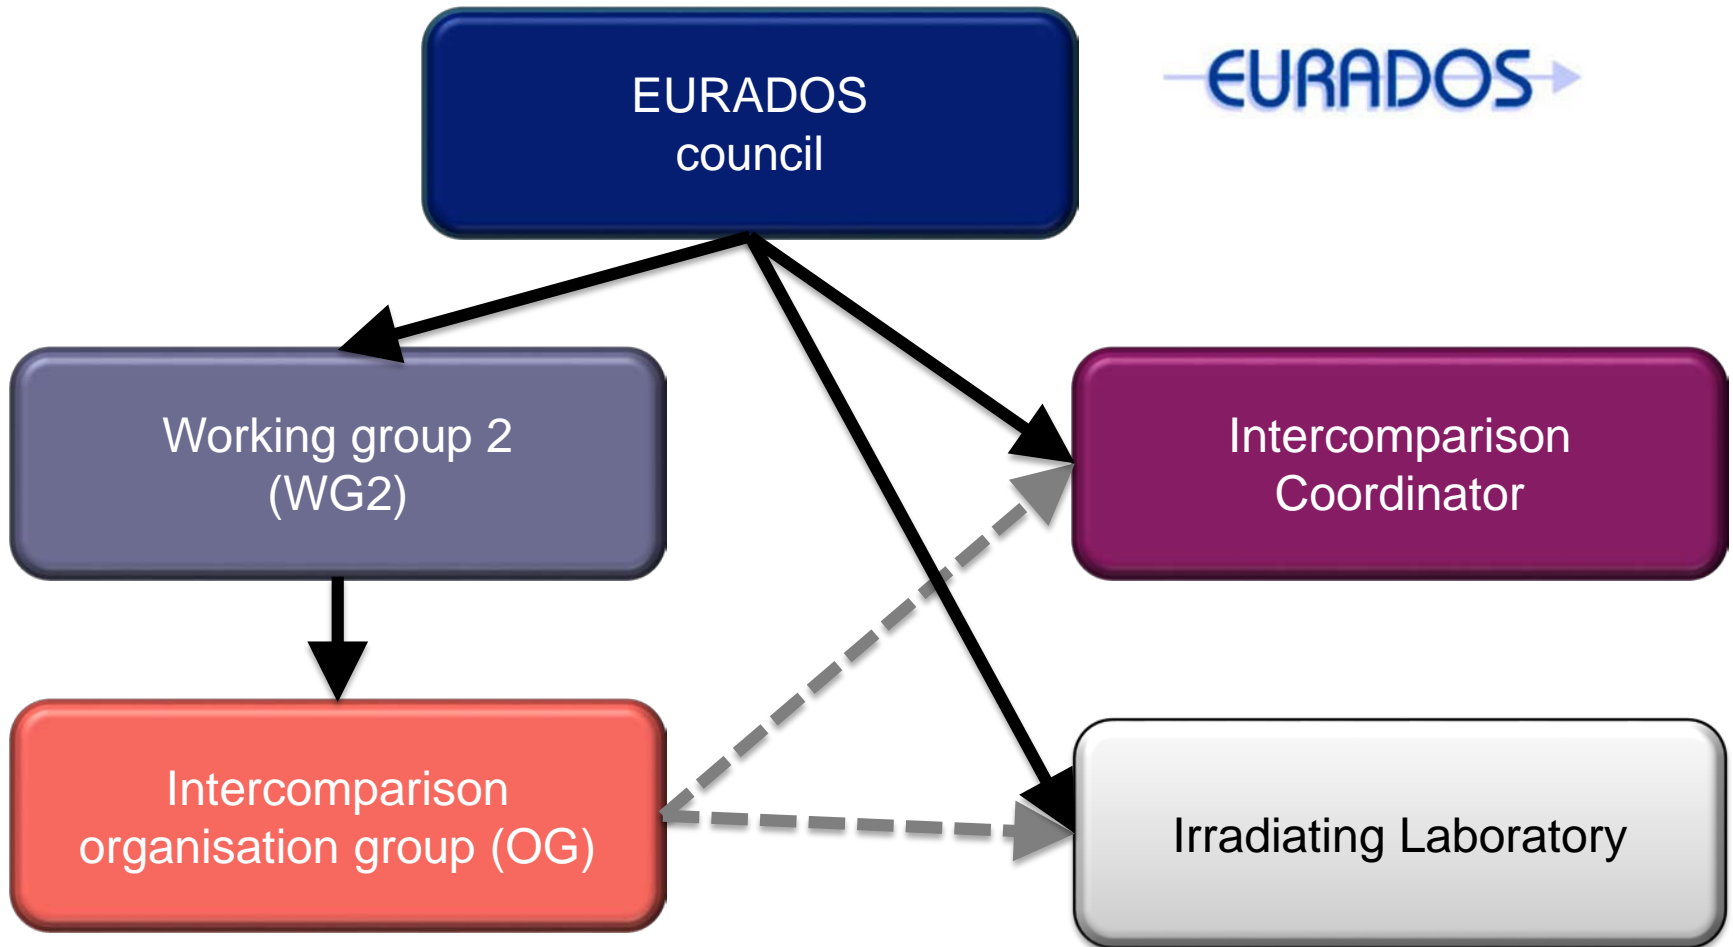 EURADOS
council
EURADOS
Working group 2
(WG2)
Intercomparison
Coordinator
Intercomparison
organisation group (OG)
Irradiating Laboratory